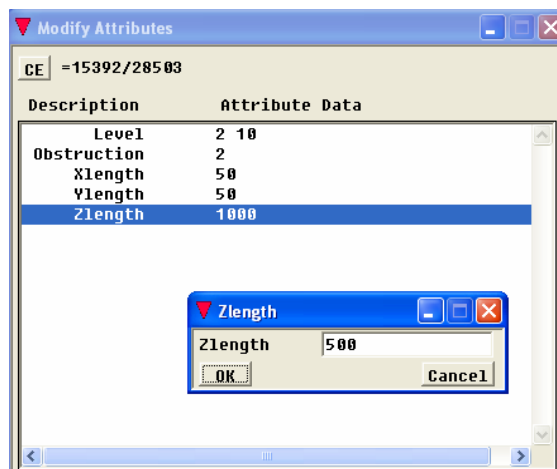 Modify Attributes
CE =15392/28503
Description Attribute Data
Level 2 10
Obstruction 2
Xlength 50
Ylength 50
Zlength 1000
Zlength
Zlength 500
OK Cancel